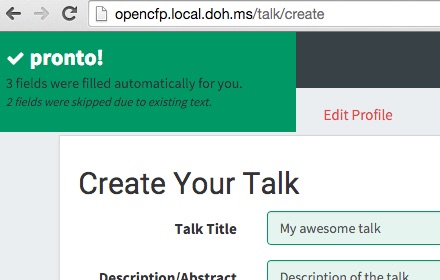 opencfp.local.doh.ms/talk/create
✔ pronto!
3 fields were filled automatically for you.
2 fields were skipped due to existing text.
Edit Profile
Create Your Talk
Talk Title My awesome talk
Description/Abstract Description of the talk